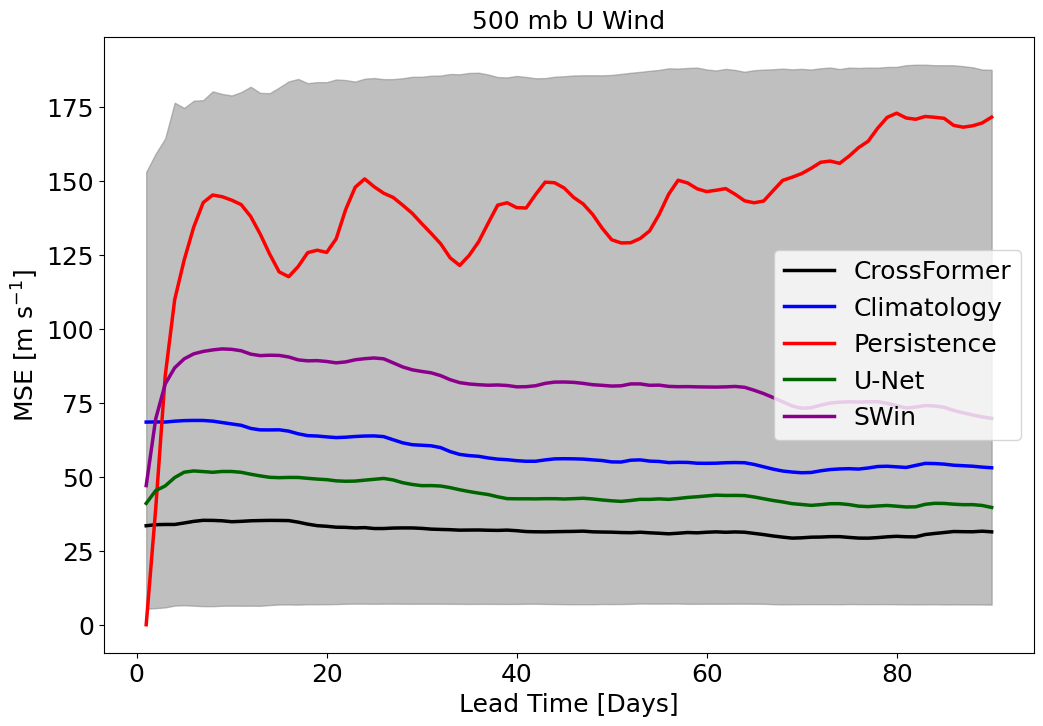 500 mb U Wind
MSE [m s⁻¹]
175
150
125
100
75
50
25
0
CrossFormer
Climatology
Persistence
U-Net
SWin
0 20 40 60 80
Lead Time [Days]